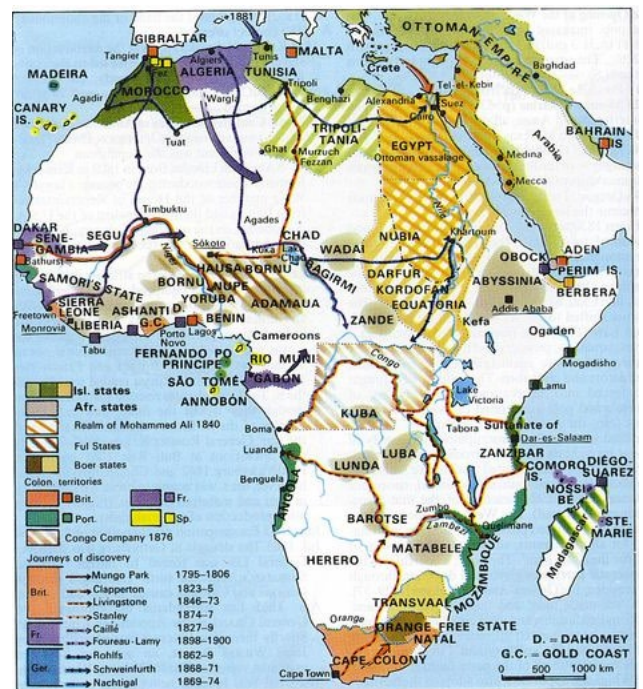 1881
GIBRALTAR
MALTA
OTTOMAN EMPIRE
MADEIRA
Tangier
Fez
Algiers
ALGERIA
Tunis
TUNISIA
Tripoli
Crete
Baghdad
CANARY
IS.
Agadir
MOROCCO
Wargla
Benghazi
Alexandria
Tel-el-Kebir
Suez
Cairo
Tuat
TRIPOLI-
TANIA
Ghat
Murzuch
Fezzan
EGYPT
Ottoman vassalage
Arabia
Medina
Mecca
BAHRAIN
IS
Nile
DAKAR
SENE-
GAMBIA
Bathurst
SEGU
Timbuktu
Agades
CHAD
WADAI
NUBIA
Khartoum
OBOCK
ADEN
PERIM IS.
BERBERA
SAMORI'S STATE
Niger
Sókoto
Kuka
Lake
Chad
HAUSA BORNU
BORNU
NUPE
YORUBA
BAGIRMI
DARFUR
KORDOFAN
EQUATORIA
ABYSSINIA
Addis Ababa
SIERRA
LEONE
Freetown
Monrovia
LIBERIA
ASHANTI
D.
G.C.
BENIN
ADAMAUA
ZANDE
Kefa
Ogaden
Tabu
Porto
Novo
Lagos
Cameroons
FERNANDO PO
PRINCIPE
RIO MUNI
SÃO TOMÉ
GABON
ANNOBÓN
Congo
Mogadisho
Lamu
Lake
Victoria
KUBA
Tabora
Sultanate of
Dar-es-Salaam
ZANZIBAR
Boma
Luanda
LUBA
LUNDA
Benguela
ANGOLA
COMORO
IS.
DIÉGO-
SUAREZ
NOSSI
BÉ
STE.
MARIE
Madagascar
BAROTSE
Zumbo
Zambezi
Quelimane
MATABELE
MOZAMBIQUE
HERERO
TRANSVAAL
Orange
ORANGE FREE STATE
NATAL
CAPE COLONY
Cape Town
Isl. states
Afr. states
Realm of Mohammed Ali 1840
Ful States
Boer states
Colon. territories
Brit.
Fr.
Port.
Sp.
Congo Company 1876
Journeys of discovery
Brit.
Mungo Park 1795–1806
Clapperton 1823–5
Livingstone 1846–73
Stanley 1874–7
Fr.
Caillé 1827–9
Foureau-Lamy 1898–1900
Ger.
Rohlfs 1862–9
Schweinfurth 1868–71
Nachtigal 1869–74
D. = DAHOMEY
G.C. = GOLD COAST
0 500 1000 km